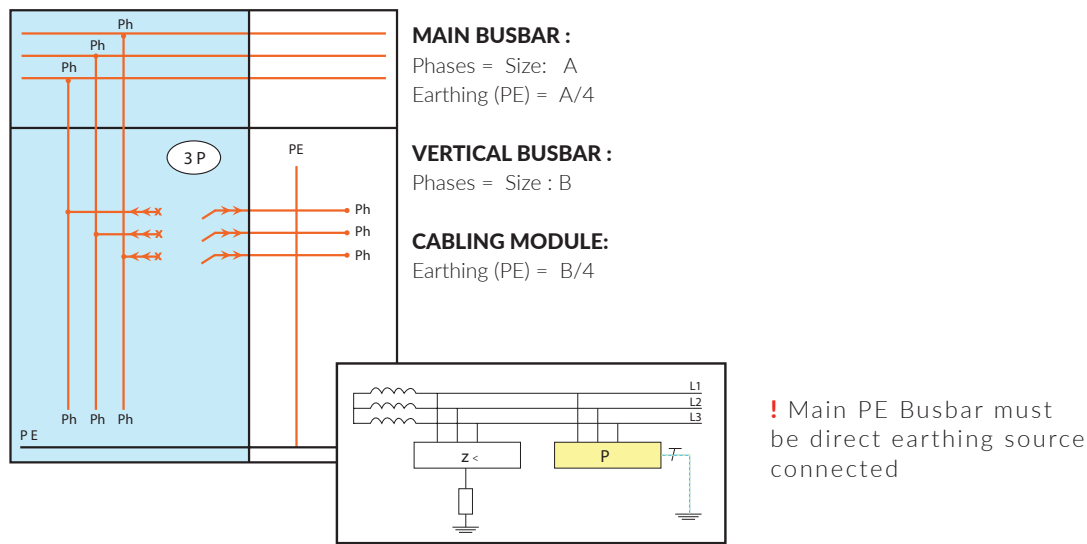 Ph
Ph
Ph
3 P
PE
Ph
Ph
Ph
Ph Ph Ph
P E
MAIN BUSBAR :
Phases = Size: A
Earthing (PE) = A/4
VERTICAL BUSBAR :
Phases = Size : B
CABLING MODULE:
Earthing (PE) = B/4
L1
L2
L3
Z <
P
! Main PE Busbar must
be direct earthing source
connected